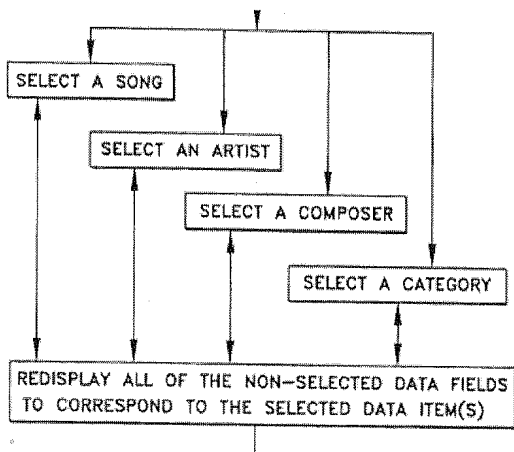 SELECT A SONG
SELECT AN ARTIST
SELECT A COMPOSER
SELECT A CATEGORY
REDISPLAY ALL OF THE NON-SELECTED DATA FIELDS
TO CORRESPOND TO THE SELECTED DATA ITEM(S)